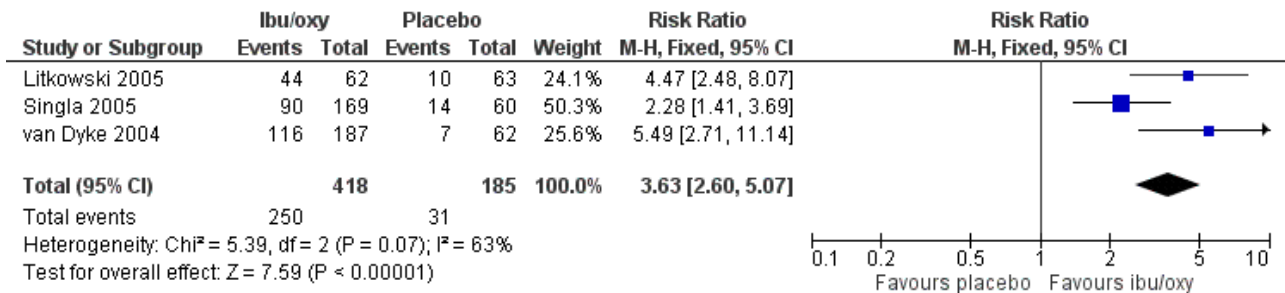 Ibu/oxy Placebo Risk Ratio Risk Ratio
Study or Subgroup Events Total Events Total Weight M-H, Fixed, 95% CI M-H, Fixed, 95% CI
Litkowski 2005 44 62 10 63 24.1% 4.47 [2.48, 8.07]
Singla 2005 90 169 14 60 50.3% 2.28 [1.41, 3.69]
van Dyke 2004 116 187 7 62 25.6% 5.49 [2.71, 11.14]
Total (95% CI) 418 185 100.0% 3.63 [2.60, 5.07]
Total events 250 31
Heterogeneity: Chi² = 5.39, df = 2 (P = 0.07); I² = 63%
Test for overall effect: Z = 7.59 (P < 0.00001)
0.1 0.2 0.5 1 2 5 10
Favours placebo Favours ibu/oxy